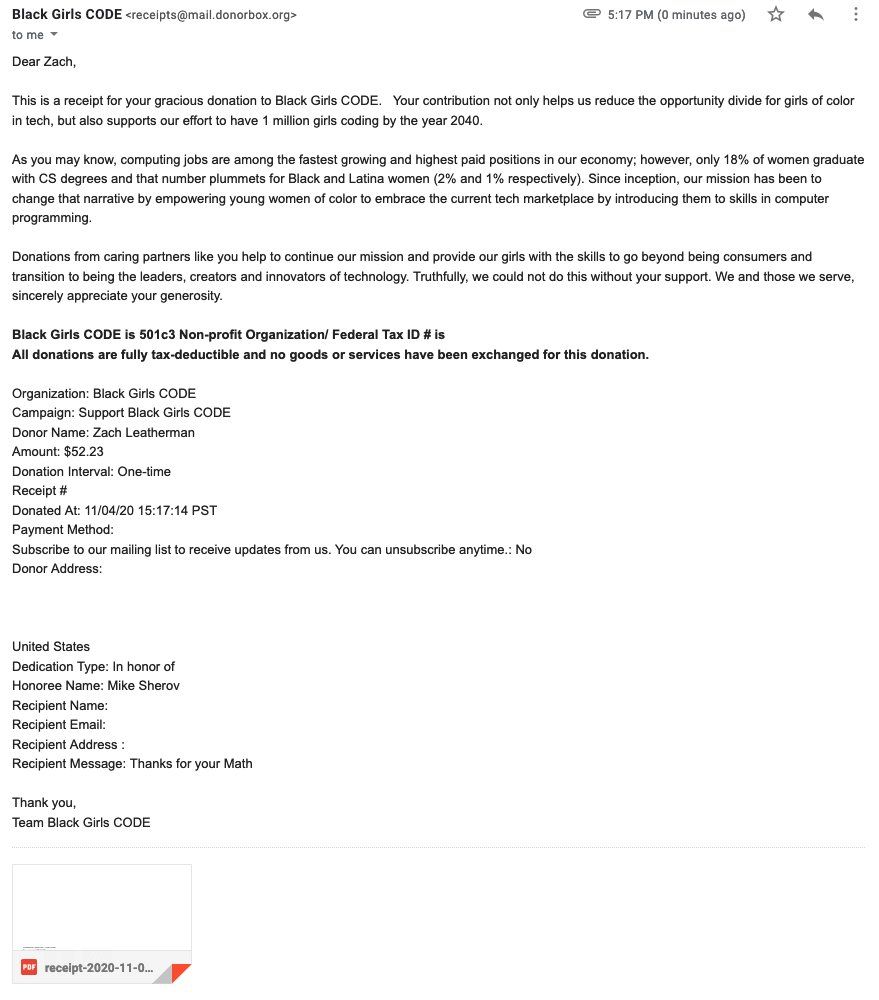 Black Girls CODE <receipts@mail.donorbox.org> 5:17 PM (0 minutes ago)
to me
Dear Zach,
This is a receipt for your gracious donation to Black Girls CODE.   Your contribution not only helps us reduce the opportunity divide for girls of color
in tech, but also supports our effort to have 1 million girls coding by the year 2040.
As you may know, computing jobs are among the fastest growing and highest paid positions in our economy; however, only 18% of women graduate
with CS degrees and that number plummets for Black and Latina women (2% and 1% respectively). Since inception, our mission has been to
change that narrative by empowering young women of color to embrace the current tech marketplace by introducing them to skills in computer
programming.
Donations from caring partners like you help to continue our mission and provide our girls with the skills to go beyond being consumers and
transition to being the leaders, creators and innovators of technology. Truthfully, we could not do this without your support. We and those we serve,
sincerely appreciate your generosity.
Black Girls CODE is 501c3 Non-profit Organization/ Federal Tax ID # is
All donations are fully tax-deductible and no goods or services have been exchanged for this donation.
Organization: Black Girls CODE
Campaign: Support Black Girls CODE
Donor Name: Zach Leatherman
Amount: $52.23
Donation Interval: One-time
Receipt #
Donated At: 11/04/20 15:17:14 PST
Payment Method:
Subscribe to our mailing list to receive updates from us. You can unsubscribe anytime.: No
Donor Address:
United States
Dedication Type: In honor of
Honoree Name: Mike Sherov
Recipient Name:
Recipient Email:
Recipient Address :
Recipient Message: Thanks for your Math
Thank you,
Team Black Girls CODE
PDF receipt-2020-11-0...